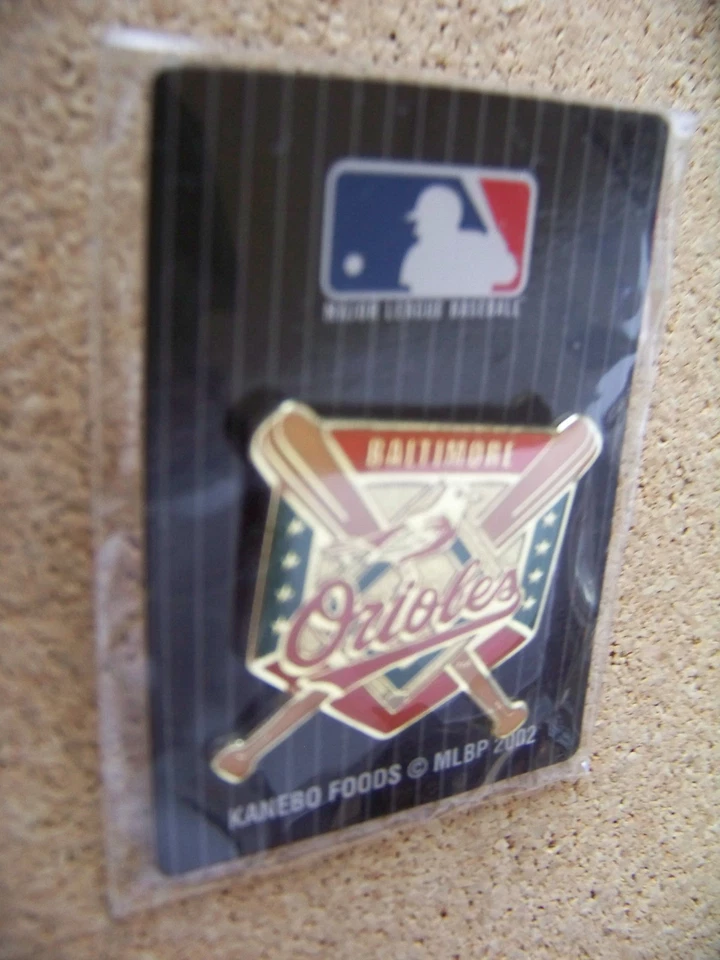 MAJOR LEAGUE BASEBALL
BALTIMORE
Orioles
KANEBO FOODS © MLBP 2002